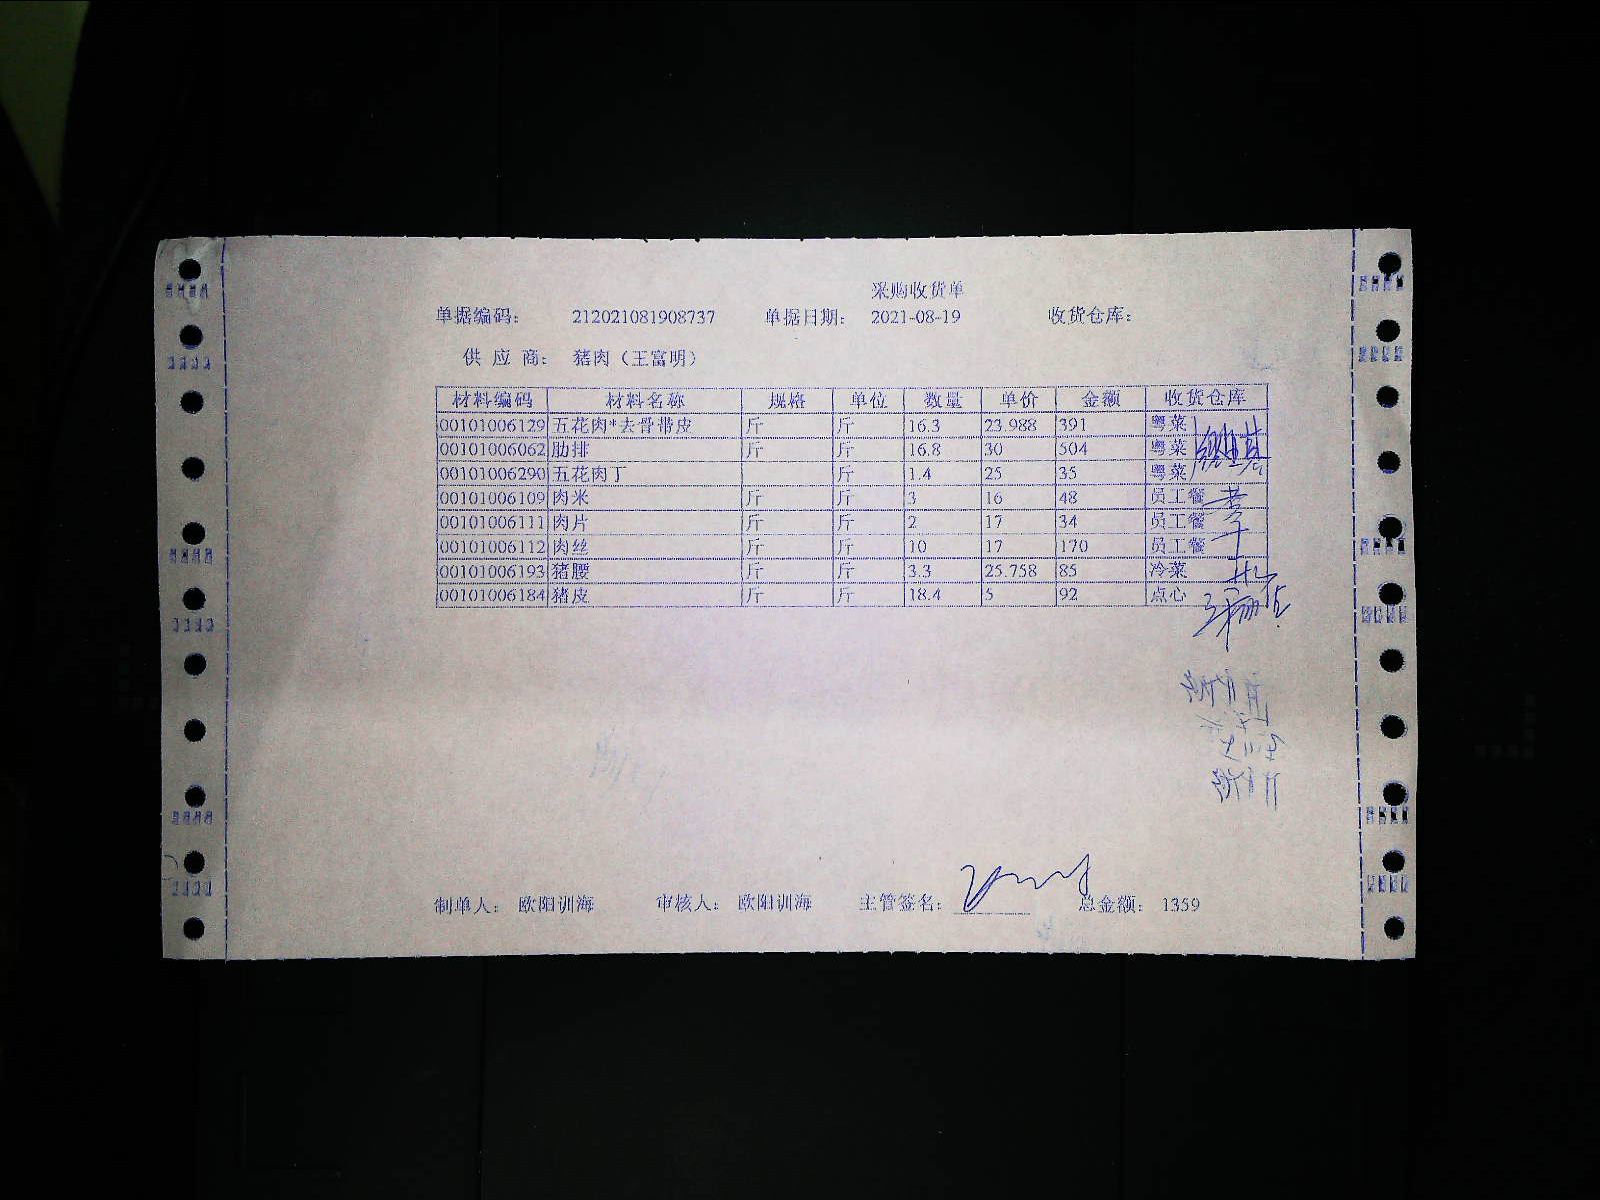 采购收货单
单据编码: 212021081908737 单据日期: 2021-08-19 收货仓库:
供 应 商: 猪肉（王富明）
材料编码 材料名称 规格 单位 数量 单价 金额 收货仓库
00101006129 五花肉*去骨带皮 斤 斤 16.3 23.988 391 粤菜
00101006062 肋排 斤 斤 16.8 30 504 粤菜
00101006290 五花肉丁 斤 1.4 25 35 粤菜
00101006109 肉米 斤 斤 3 16 48 员工餐
00101006111 肉片 斤 斤 2 17 34 员工餐
00101006112 肉丝 斤 斤 10 17 170 员工餐
00101006193 猪腰 斤 斤 3.3 25.758 85 冷菜
00101006184 猪皮 斤 斤 18.4 5 92 点心
制单人: 欧阳训海 审核人: 欧阳训海 主管签名: 总金额: 1359